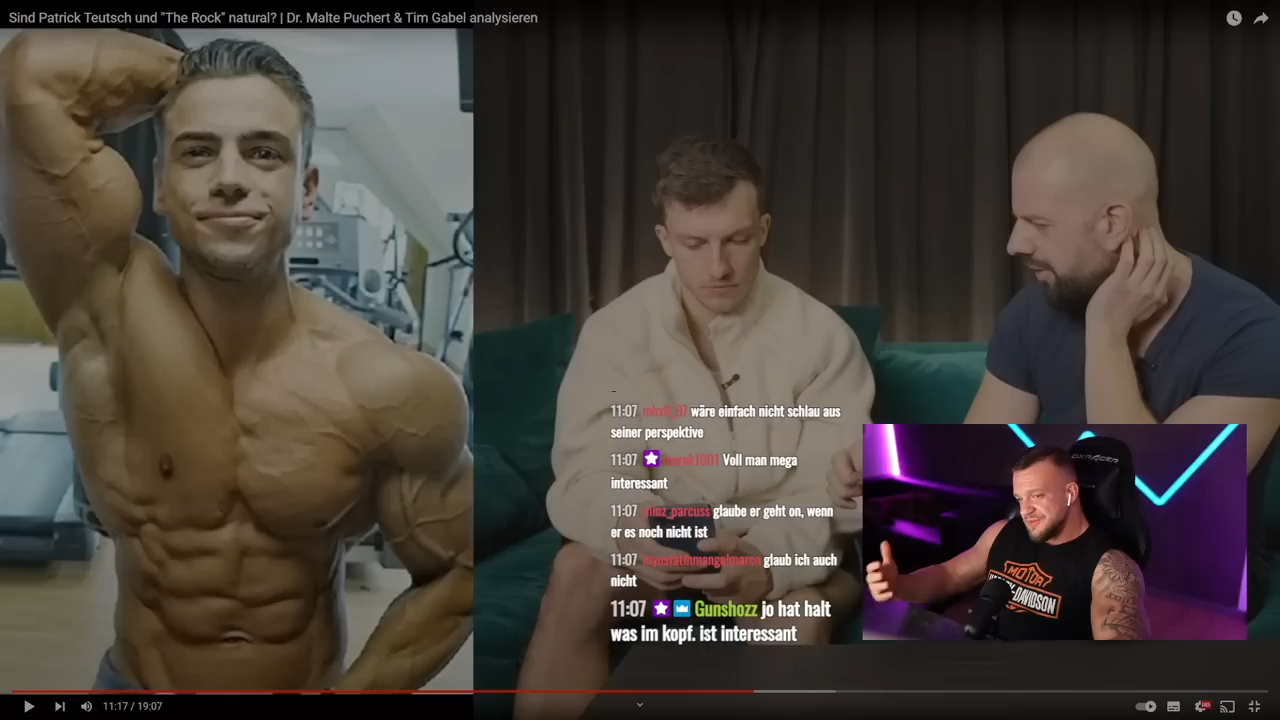 Sind Patrick Teutsch und "The Rock" natural? | Dr. Malte Puchert & Tim Gabel analysieren
11:07 wäre einfach nicht schlau aus
seiner perspektive
11:07 Voll man mega
interessant
11:07 glaube er geht on, wenn
er es noch nicht ist
11:07 glaub ich auch
nicht
11:07 Gunshozz jo hat halt
was im kopf. ist interessant
DXRACER
MOTOR
HARLEY-DAVIDSON
11:17 / 19:07
HD